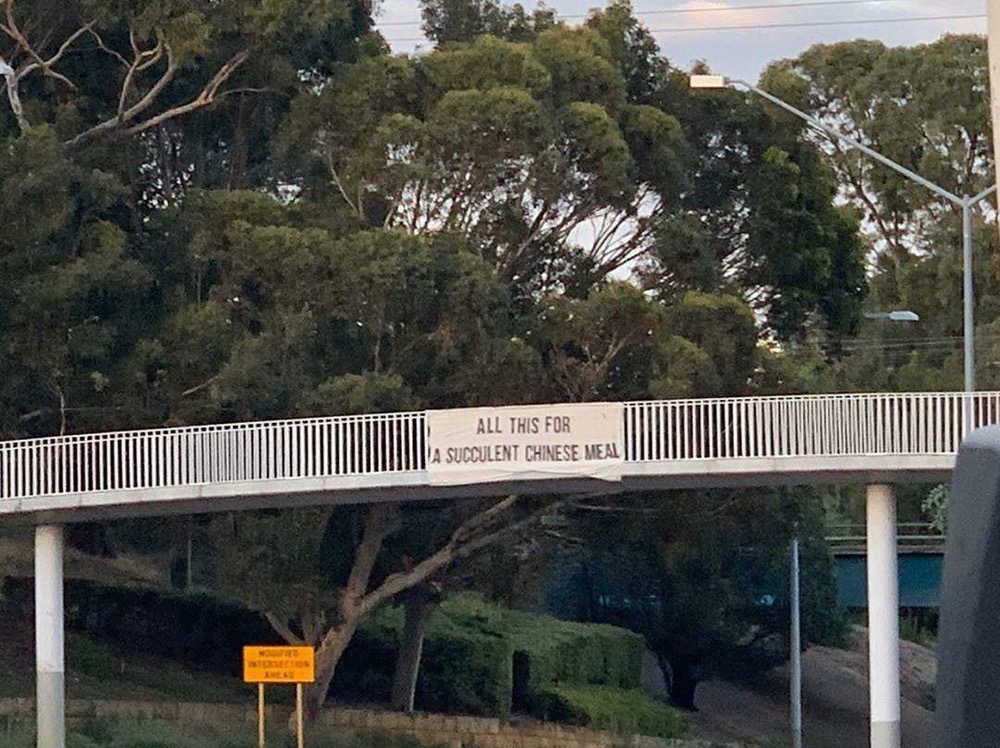 ALL THIS FOR
A SUCCULENT CHINESE MEAL
MODIFIED
INTERSECTION
AHEAD